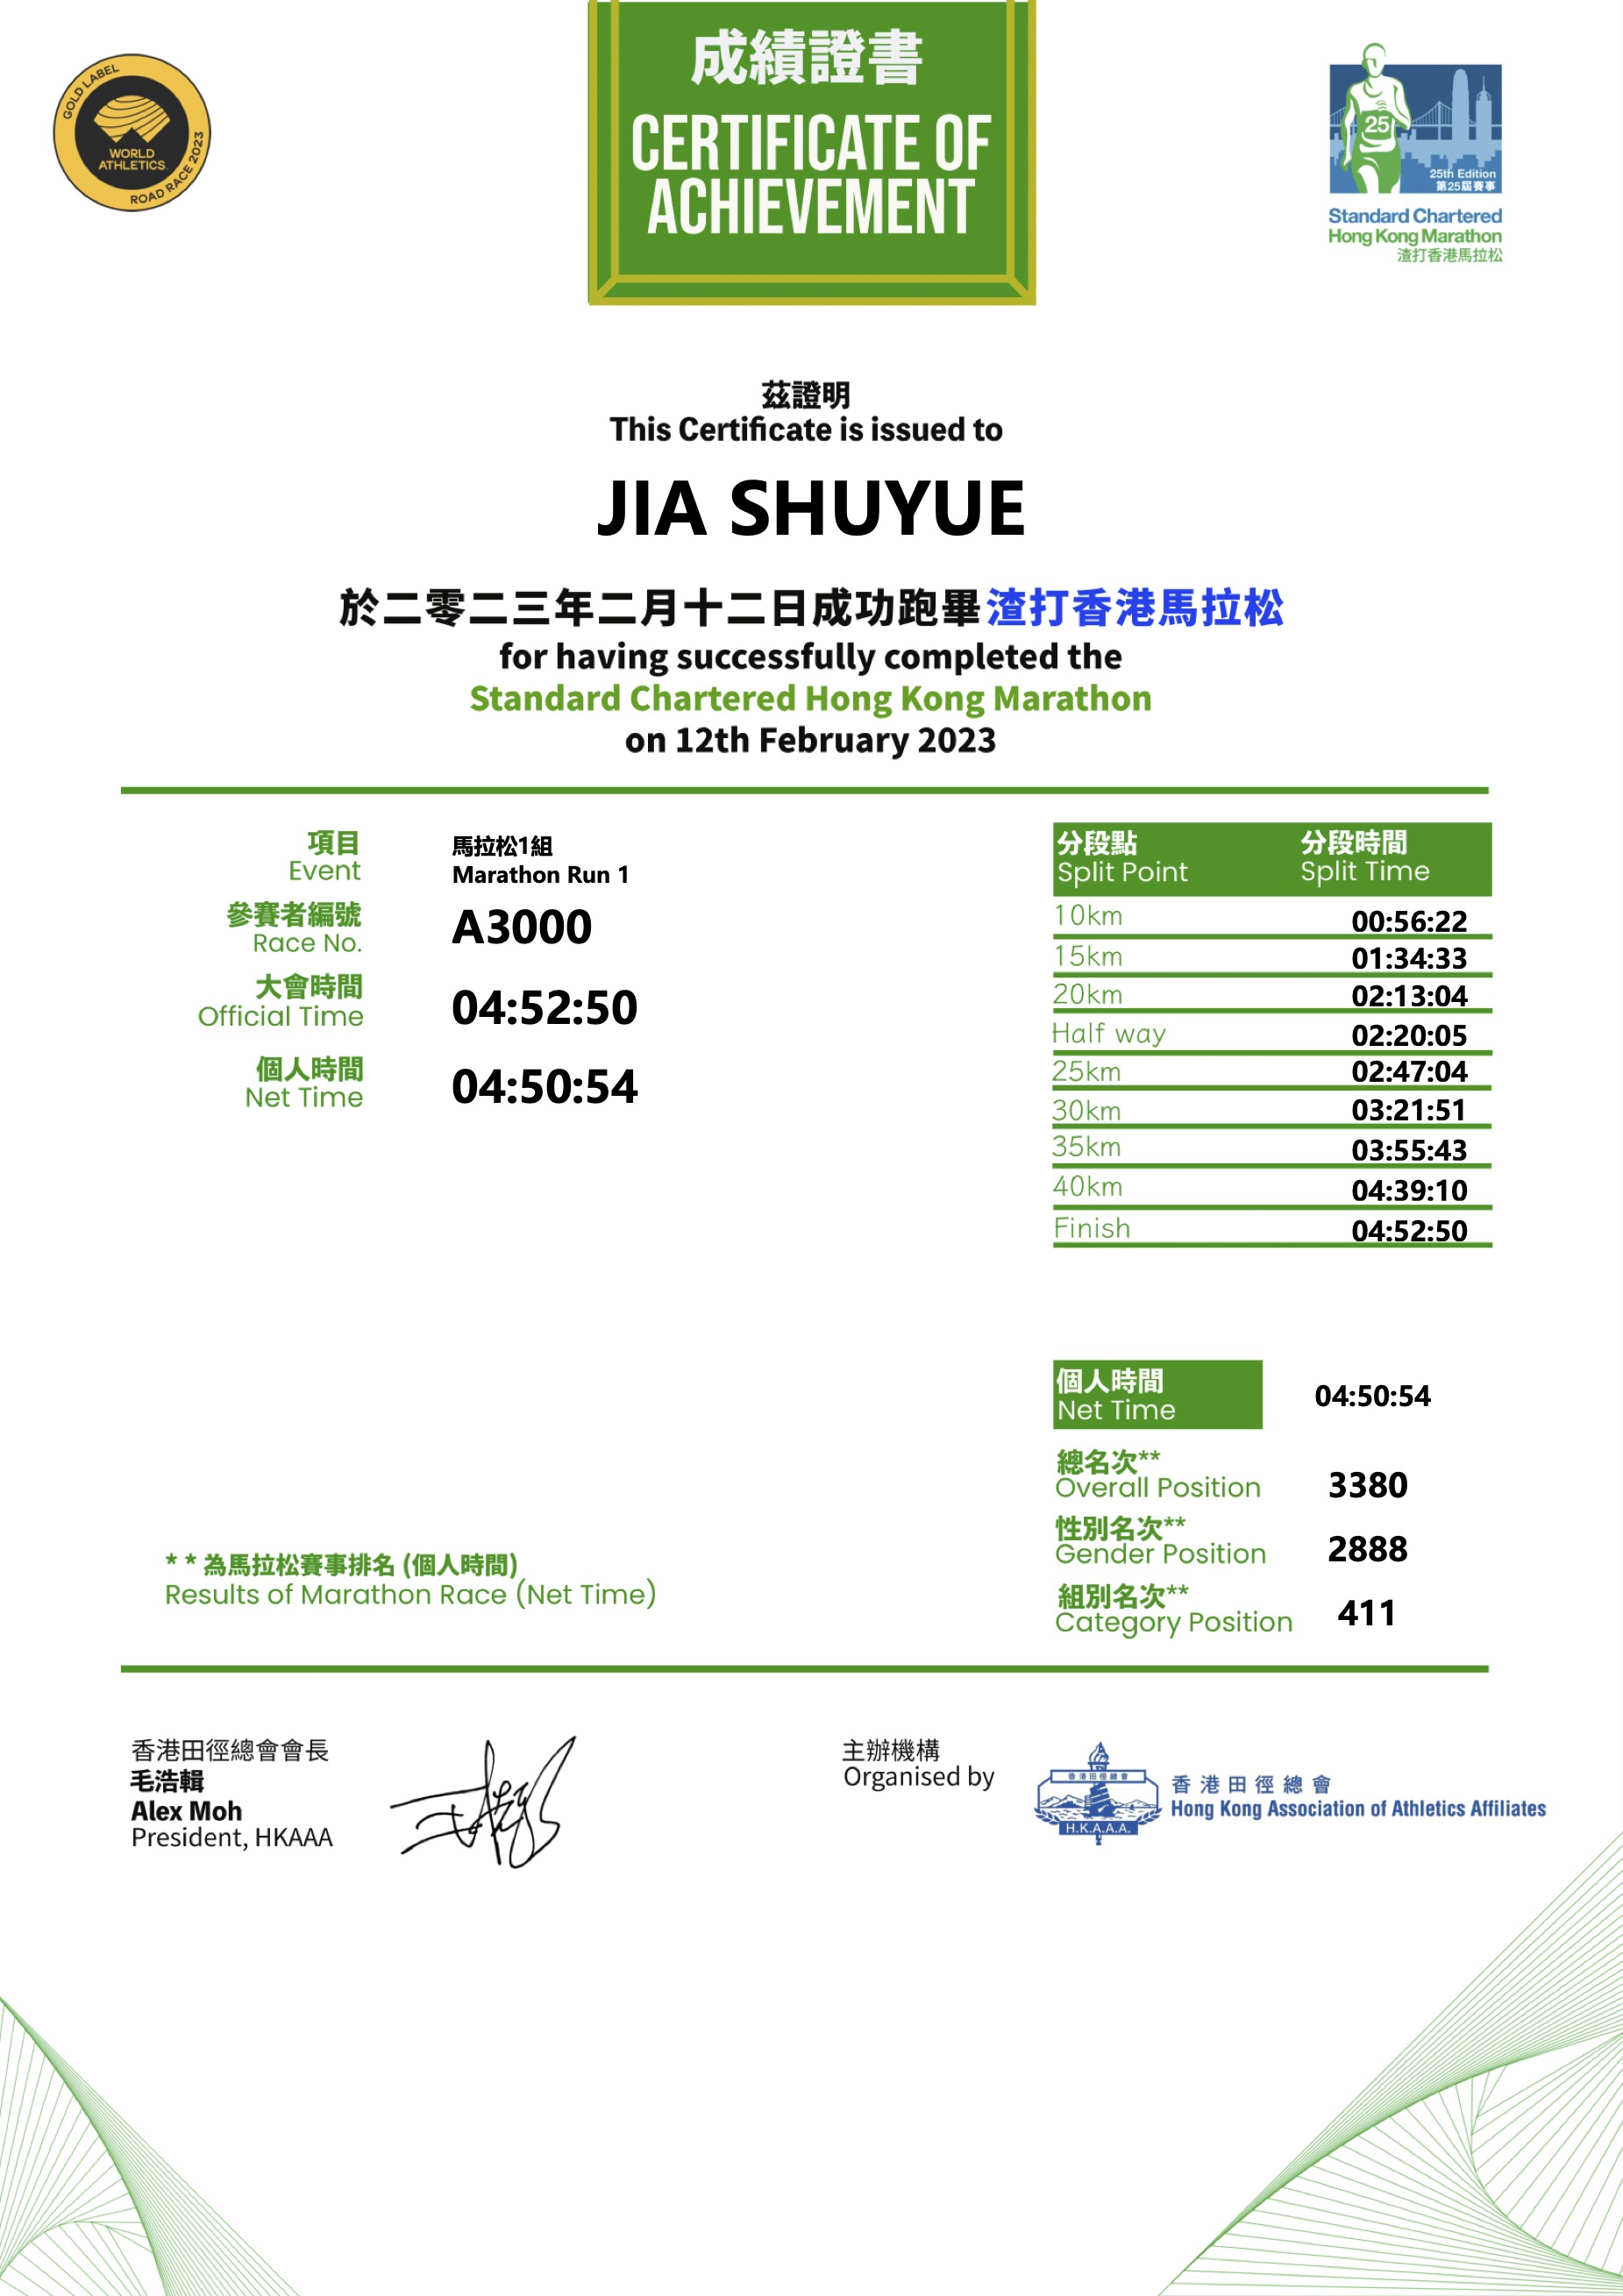 GOLD LABEL
WORLD
ATHLETICS
ROAD RACE 2023
成績證書
CERTIFICATE OF
ACHIEVEMENT
25
25th Edition
第25屆賽事
Standard Chartered
Hong Kong Marathon
渣打香港馬拉松
茲證明
This Certificate is issued to
JIA SHUYUE
於二零二三年二月十二日成功跑畢渣打香港馬拉松
for having successfully completed the
Standard Chartered Hong Kong Marathon
on 12th February 2023
項目 馬拉松1組
Event Marathon Run 1
參賽者編號
Race No. A3000
大會時間
Official Time 04:52:50
個人時間
Net Time 04:50:54
分段點 分段時間
Split Point Split Time
10km 00:56:22
15km 01:34:33
20km 02:13:04
Half way 02:20:05
25km 02:47:04
30km 03:21:51
35km 03:55:43
40km 04:39:10
Finish 04:52:50
個人時間
Net Time 04:50:54
總名次**
Overall Position 3380
性別名次**
Gender Position 2888
組別名次**
Category Position 411
* * 為馬拉松賽事排名 (個人時間)
Results of Marathon Race (Net Time)
香港田徑總會會長
毛浩輯
Alex Moh
President, HKAAA
主辦機構
Organised by
香港田徑總會
H.K.A.A.A.
香港田徑總會
Hong Kong Association of Athletics Affiliates